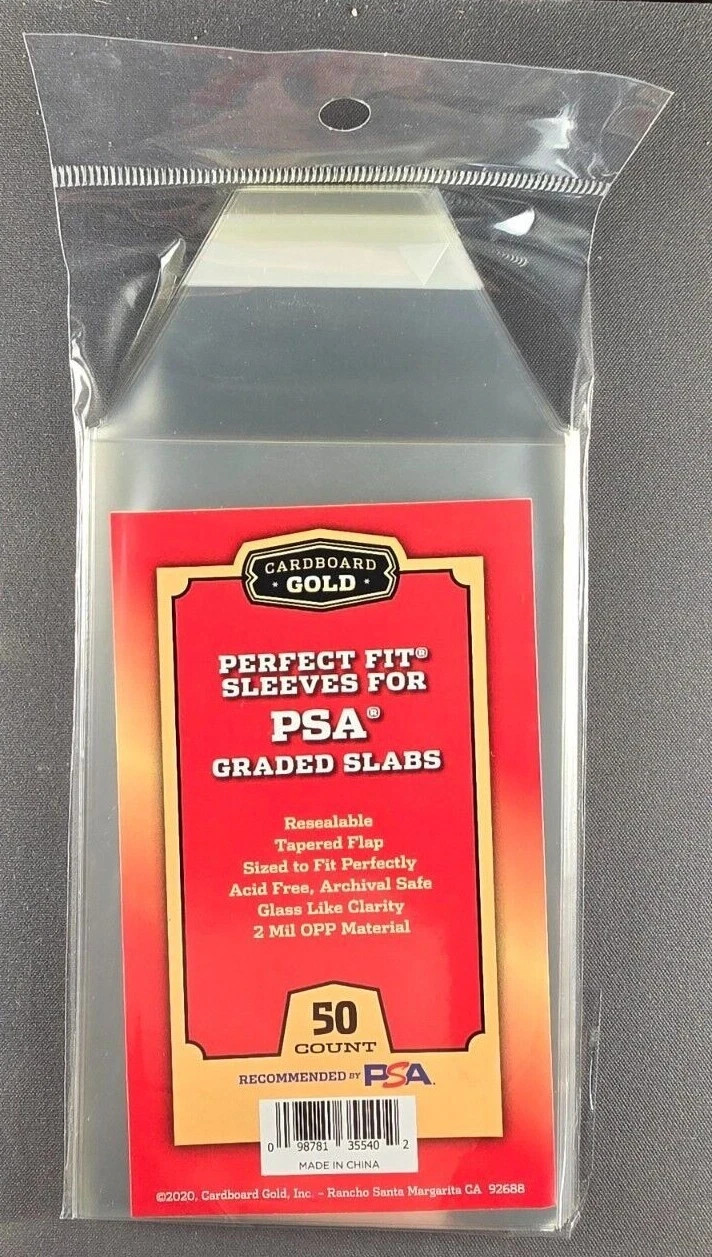 CARDBOARD
GOLD
PERFECT FIT®
SLEEVES FOR
PSA®
GRADED SLABS
Resealable
Tapered Flap
Sized to Fit Perfectly
Acid Free, Archival Safe
Glass Like Clarity
2 Mil OPP Material
50
COUNT
RECOMMENDED BY PSA.
0 98781 35540 2
MADE IN CHINA
©2020, Cardboard Gold, Inc. - Rancho Santa Margarita CA 92688